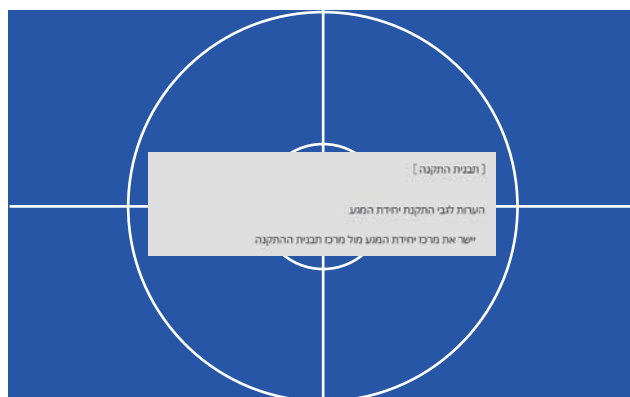 [ תבנית התקנה ]
הערות לגבי התקנת יחידת המגע
יישר את מרכז יחידת המגע מול מרכז תבנית ההתקנה